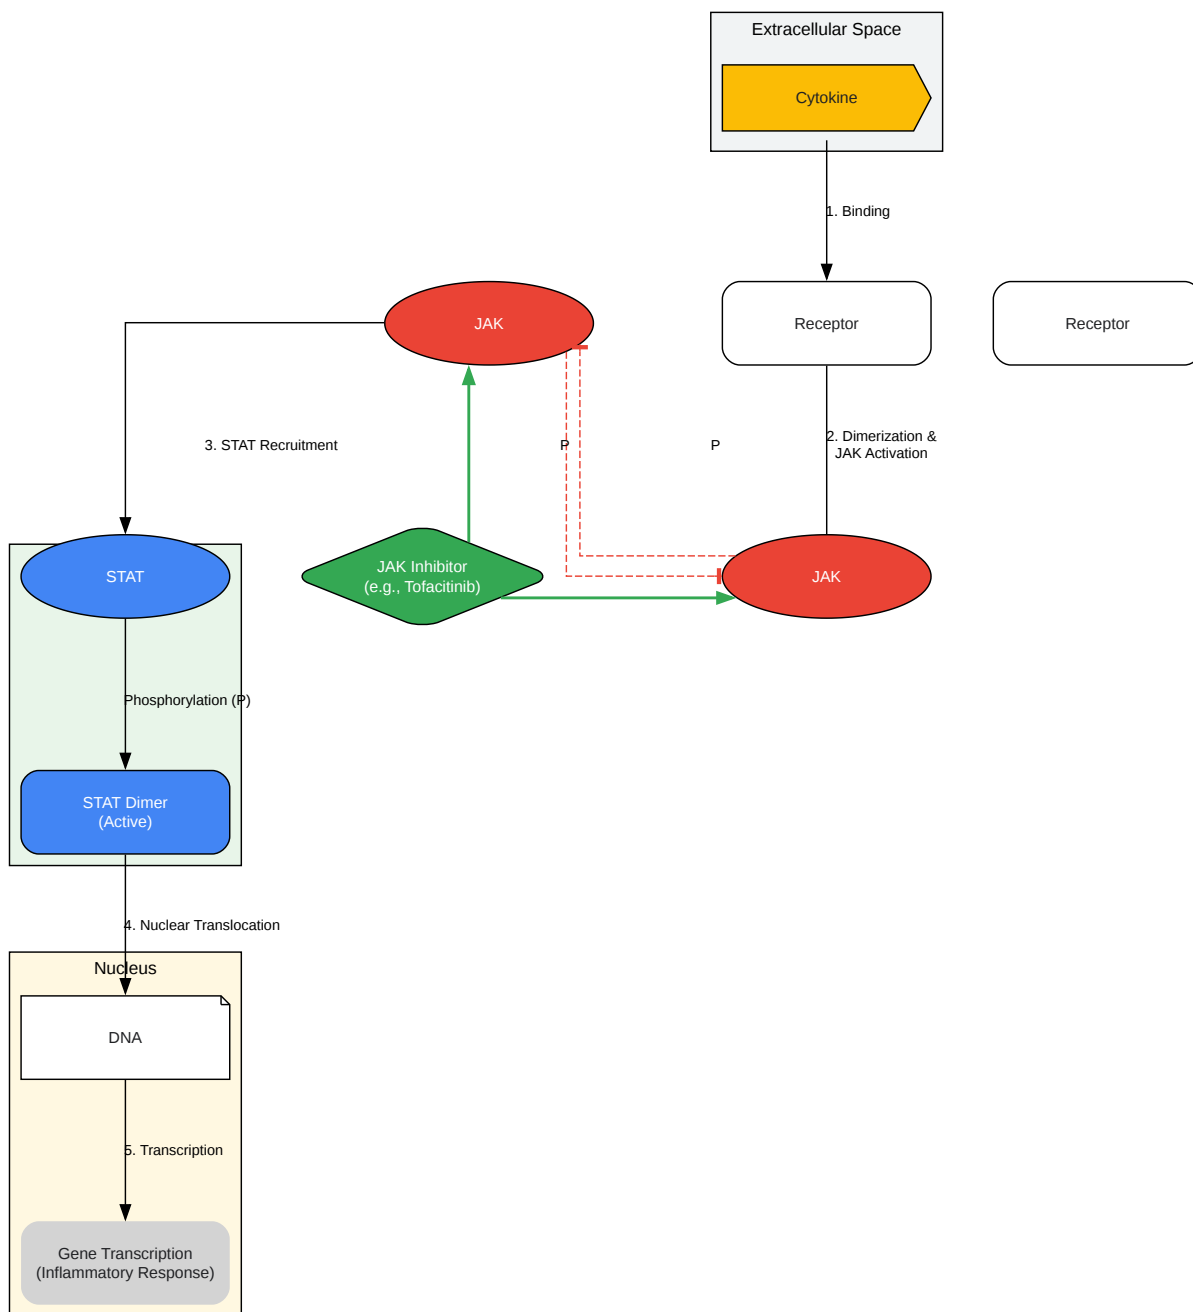 Extracellular Space
Cytokine
1. Binding
JAK
Receptor
Receptor
3. STAT Recruitment
P
P
2. Dimerization &
JAK Activation
STAT
JAK Inhibitor
(e.g., Tofacitinib)
JAK
Phosphorylation (P)
STAT Dimer
(Active)
4. Nuclear Translocation
Nucleus
DNA
5. Transcription
Gene Transcription
(Inflammatory Response)